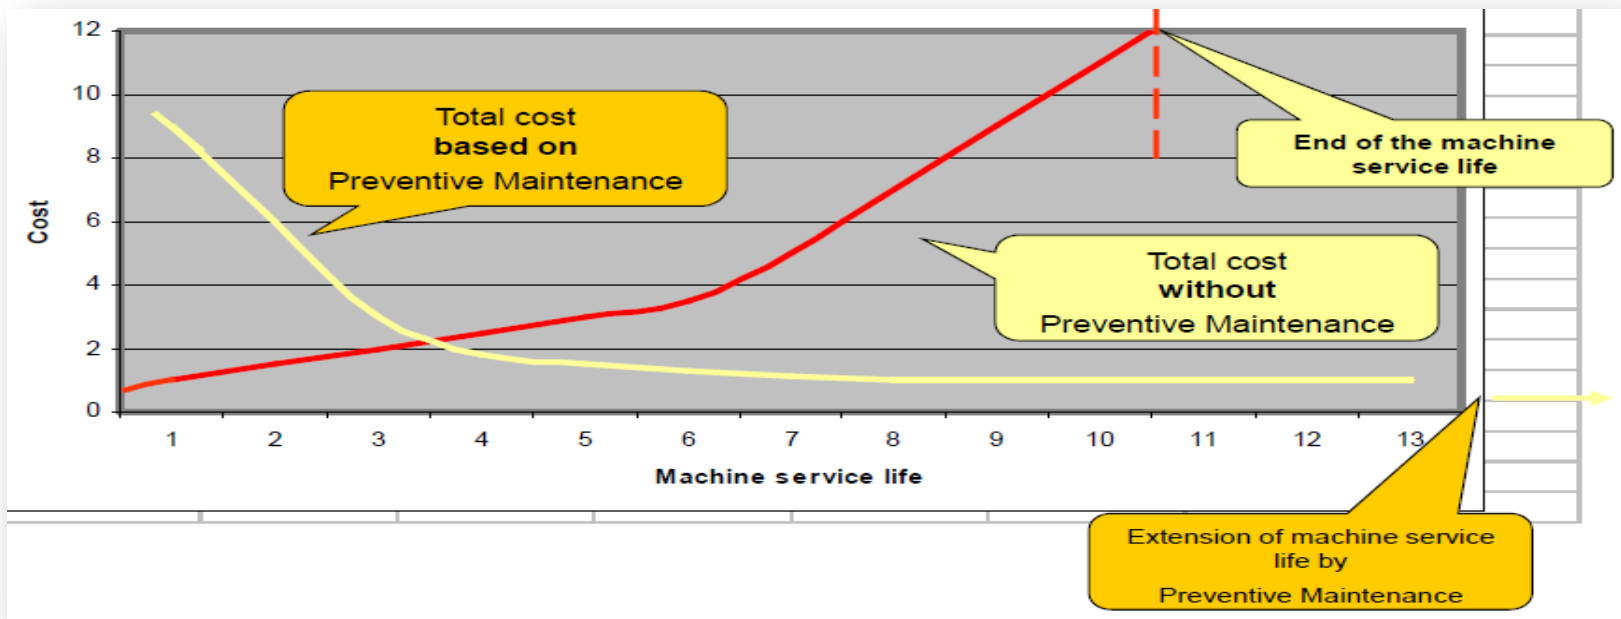 12
10
8
6
4
2
0
Cost
Total cost
based on
Preventive Maintenance
End of the machine
service life
Total cost
without
Preventive Maintenance
1 2 3 4 5 6 7 8 9 10 11 12 13
Machine service life
Extension of machine service
life by
Preventive Maintenance